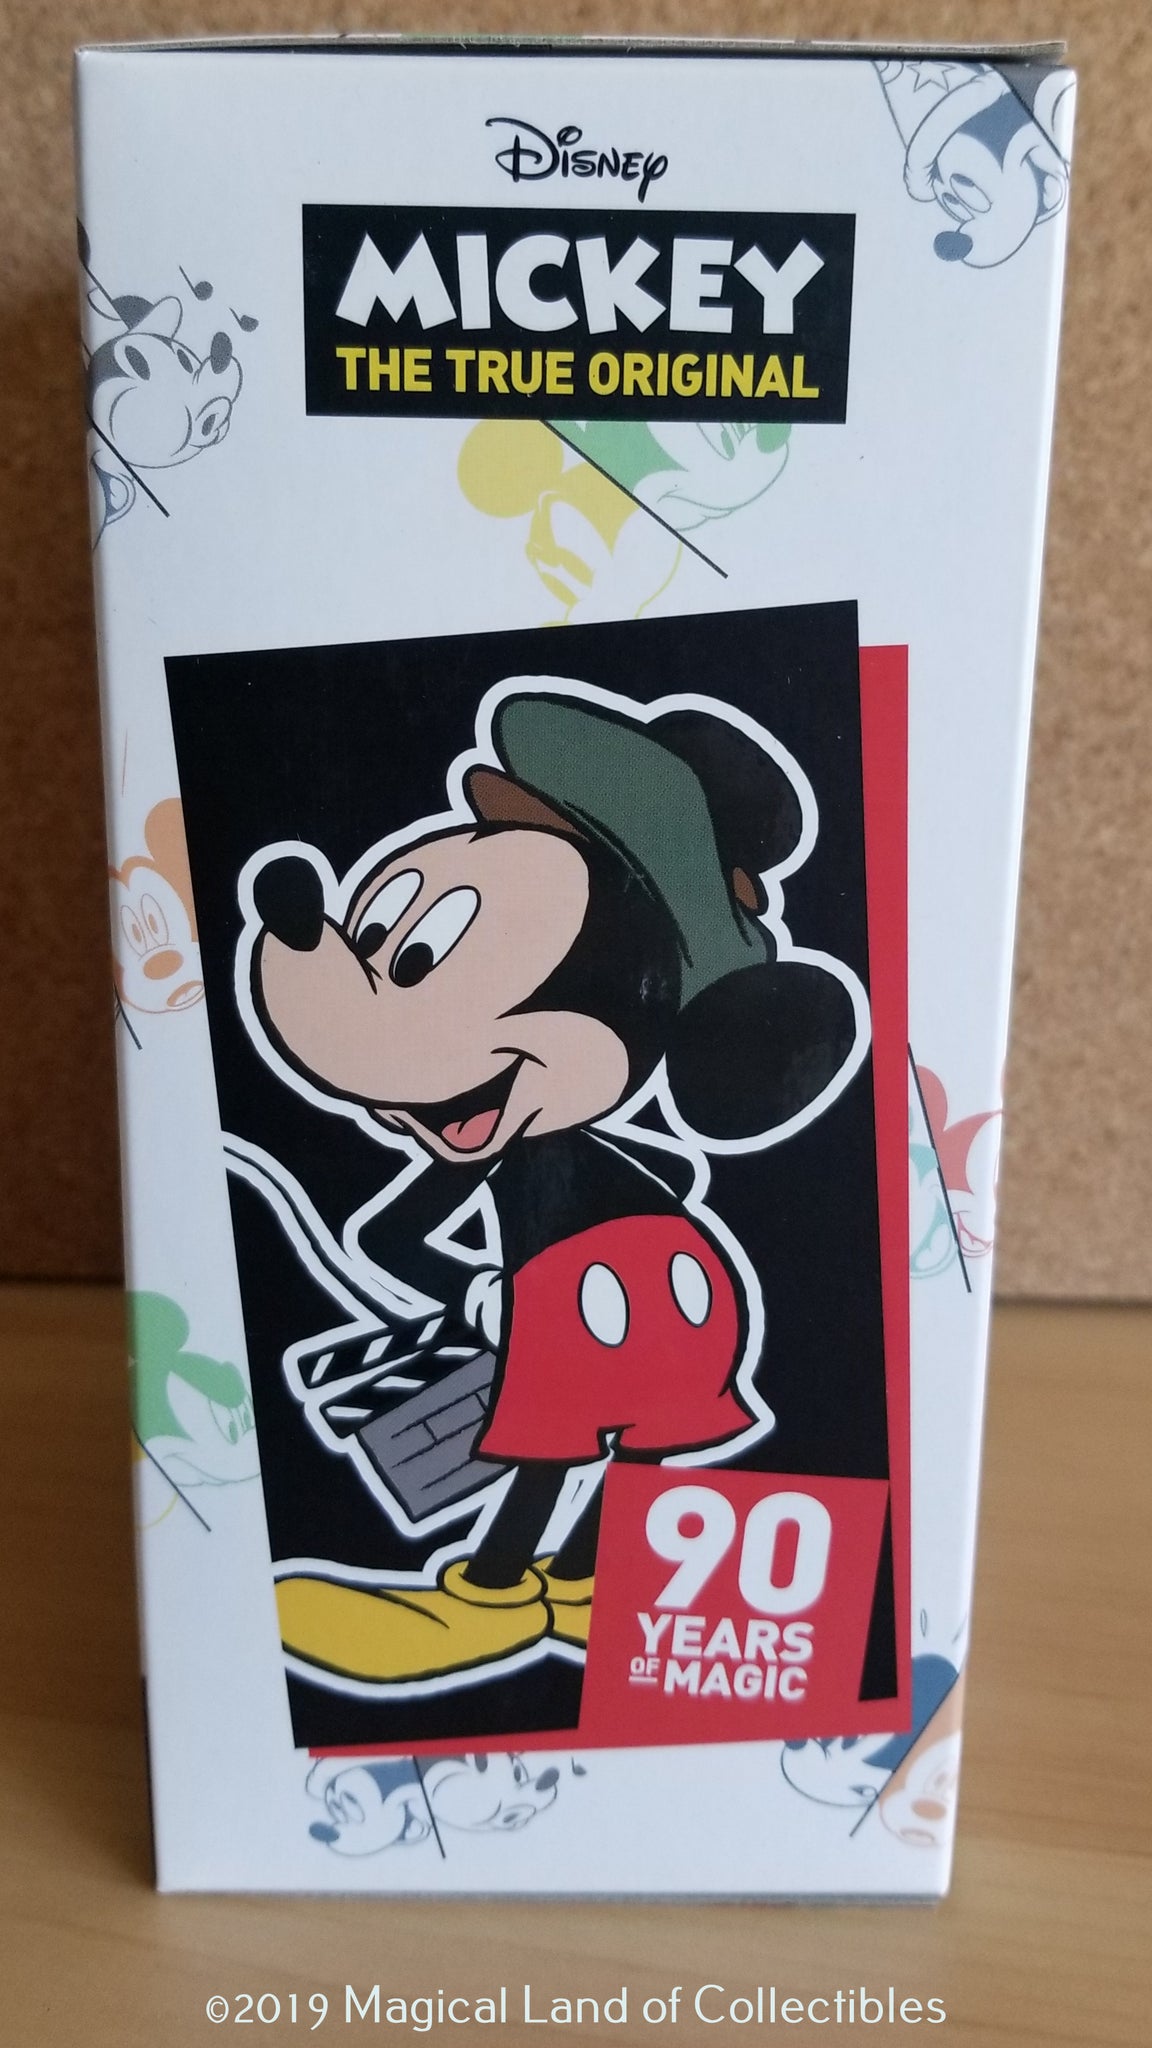 Disney
MICKEY
THE TRUE ORIGINAL
90
YEARS
OF MAGIC
©2019 Magical Land of Collectibles